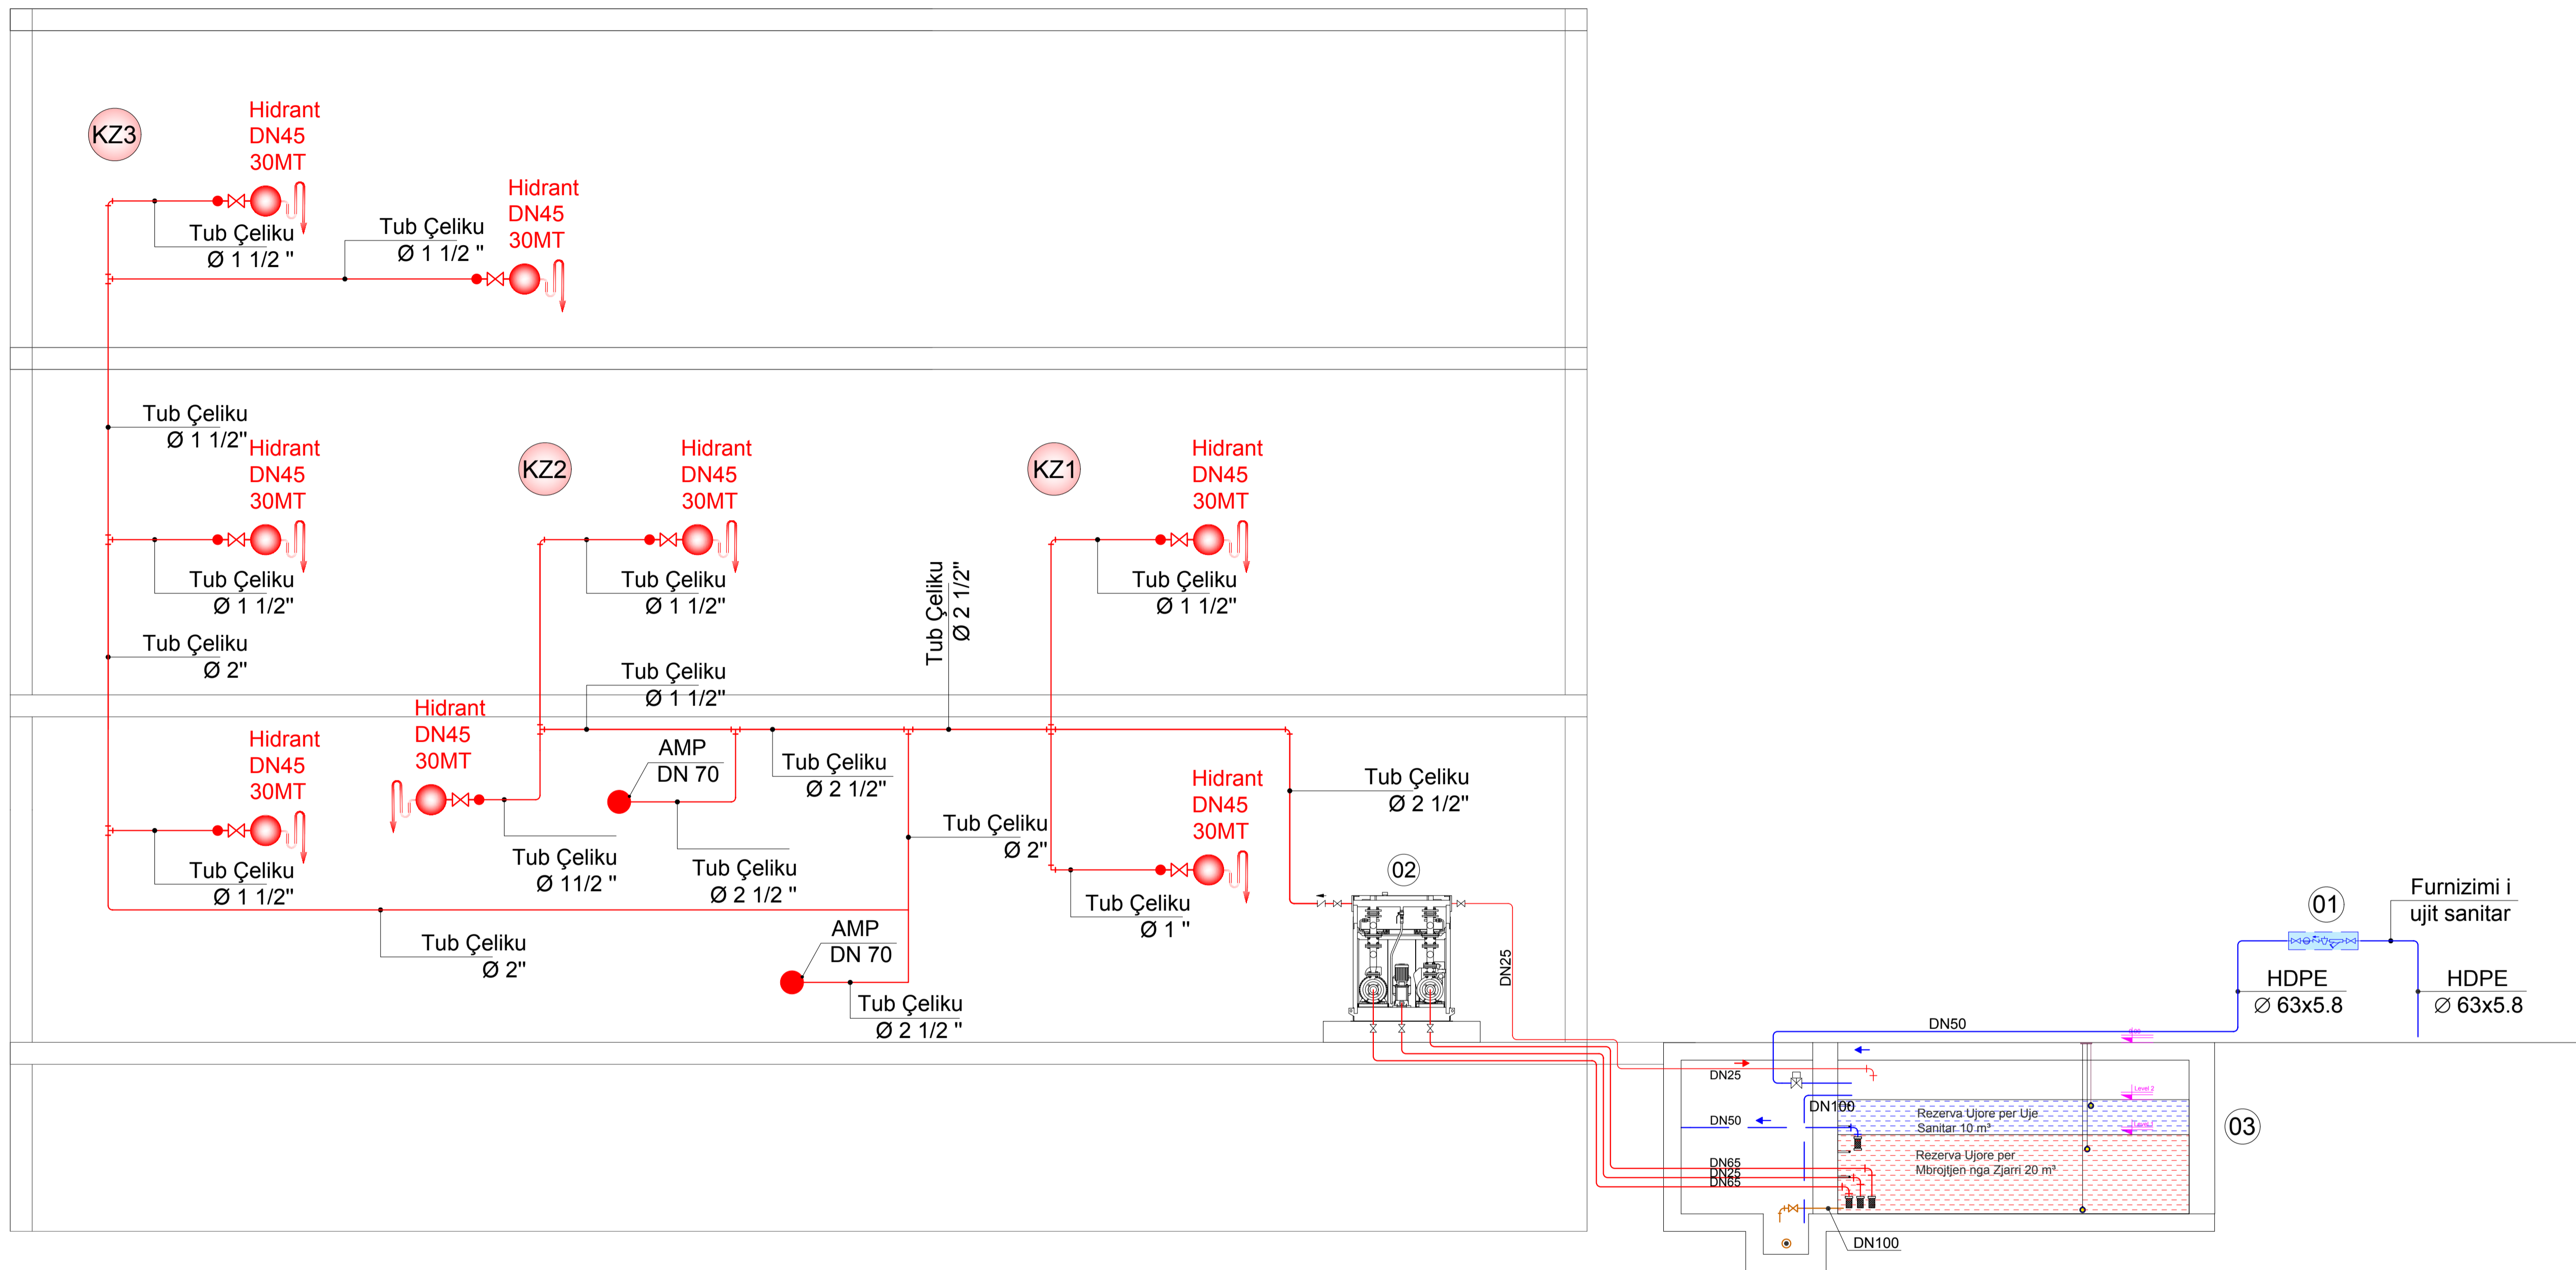 KZ3
Hidrant
DN45
30MT
Tub Çeliku
Ø 1 1/2 "
Tub Çeliku
Ø 1 1/2 "
Hidrant
DN45
30MT
Tub Çeliku
Ø 1 1/2"
Hidrant
DN45
30MT
Tub Çeliku
Ø 1 1/2"
Tub Çeliku
Ø 2"
KZ2
Hidrant
DN45
30MT
Tub Çeliku
Ø 1 1/2"
Tub Çeliku
Ø 1 1/2"
Tub Çeliku
Ø 2 1/2"
KZ1
Hidrant
DN45
30MT
Tub Çeliku
Ø 1 1/2"
Hidrant
DN45
30MT
Tub Çeliku
Ø 1 1/2"
Hidrant
DN45
30MT
Tub Çeliku
Ø 11/2 "
AMP
DN 70
Tub Çeliku
Ø 2 1/2 "
Tub Çeliku
Ø 2 1/2"
Tub Çeliku
Ø 2"
Tub Çeliku
Ø 2"
AMP
DN 70
Tub Çeliku
Ø 2 1/2 "
Hidrant
DN45
30MT
Tub Çeliku
Ø 1 "
Tub Çeliku
Ø 2 1/2"
02
DN25
01
Furnizimi i
ujit sanitar
HDPE
Ø 63x5.8
HDPE
Ø 63x5.8
DN50
DN25
DN100
Level 2
DN50
Rezerva Ujore per Uje
Sanitar 10 m³
03
Rezerva Ujore per
Mbrojtjen nga Zjarri 20 m³
DN65
DN25
DN65
DN100